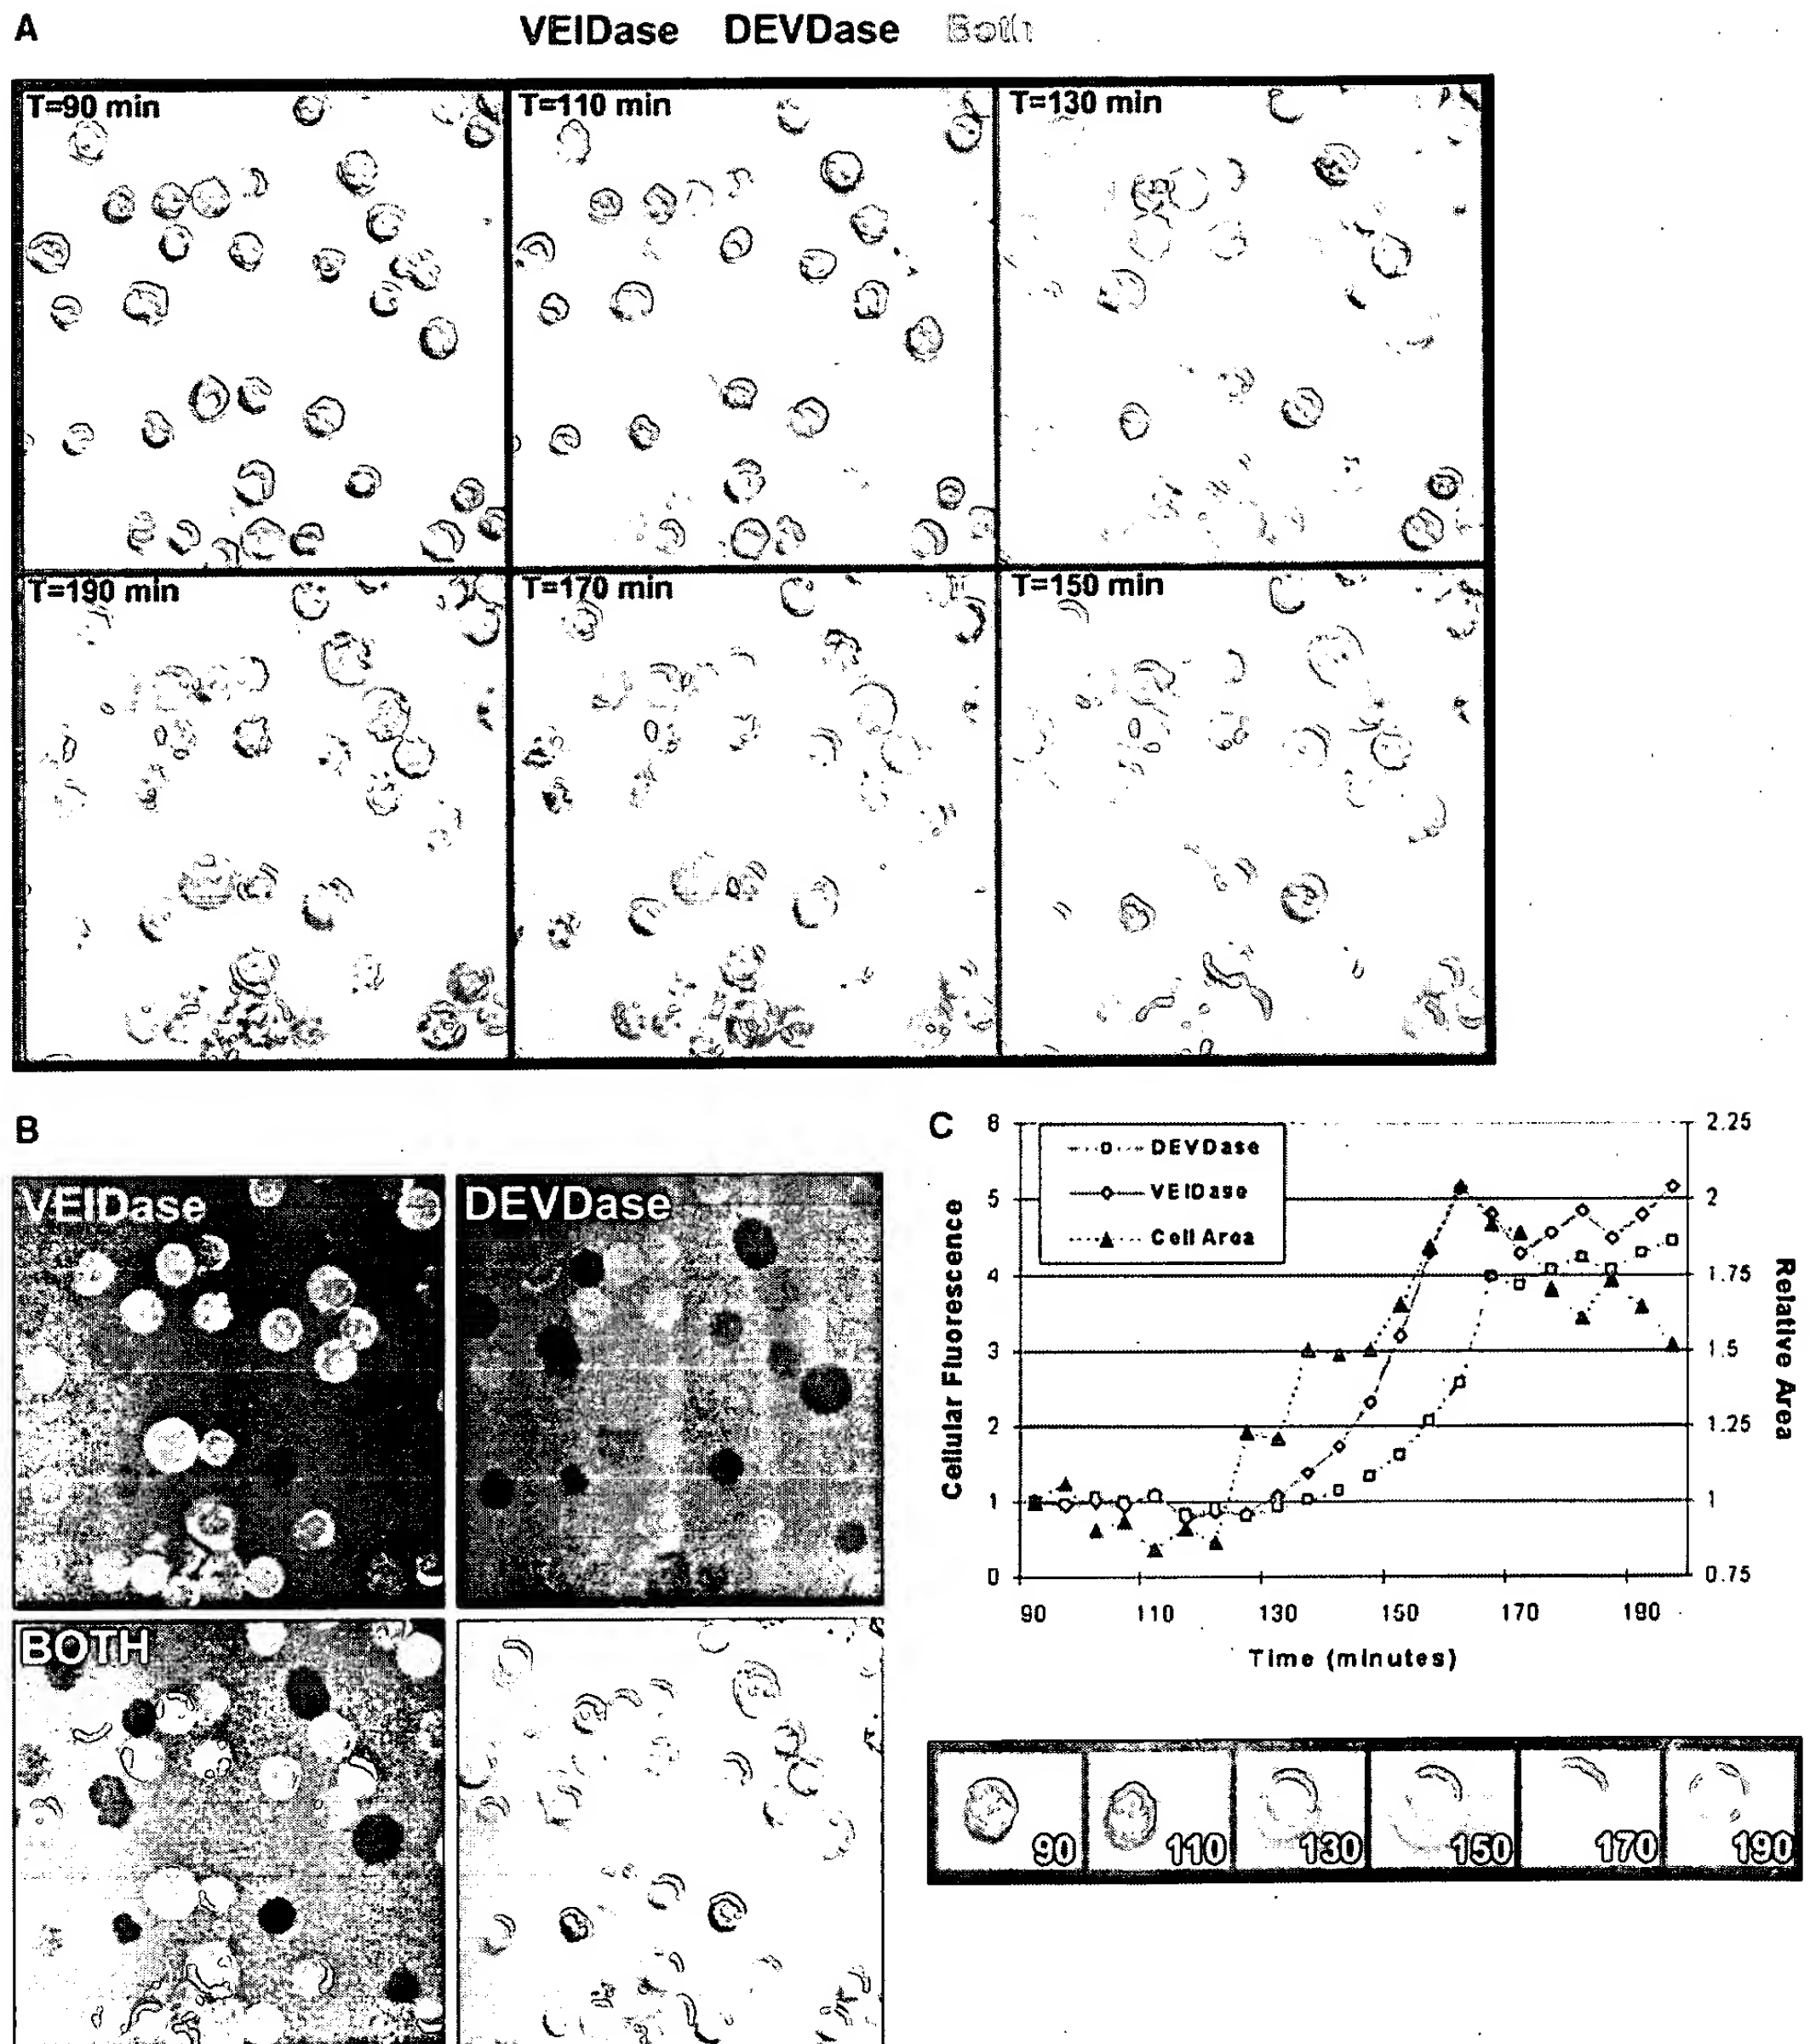 A
VEIDase DEVDase Both
T=90 min
T=110 min
T=130 min
T=190 min
T=170 min
T=150 min
B
VEIDase
DEVDase
BOTH
C
DEVDase
VEIDase
Cell Area
Cellular Fluorescence
8
5
4
3
2
1
0
2.25
2
1.75
1.5
1.25
1
0.75
Relative Area
90 110 130 150 170 190
Time (minutes)
90 110 130 150 170 190